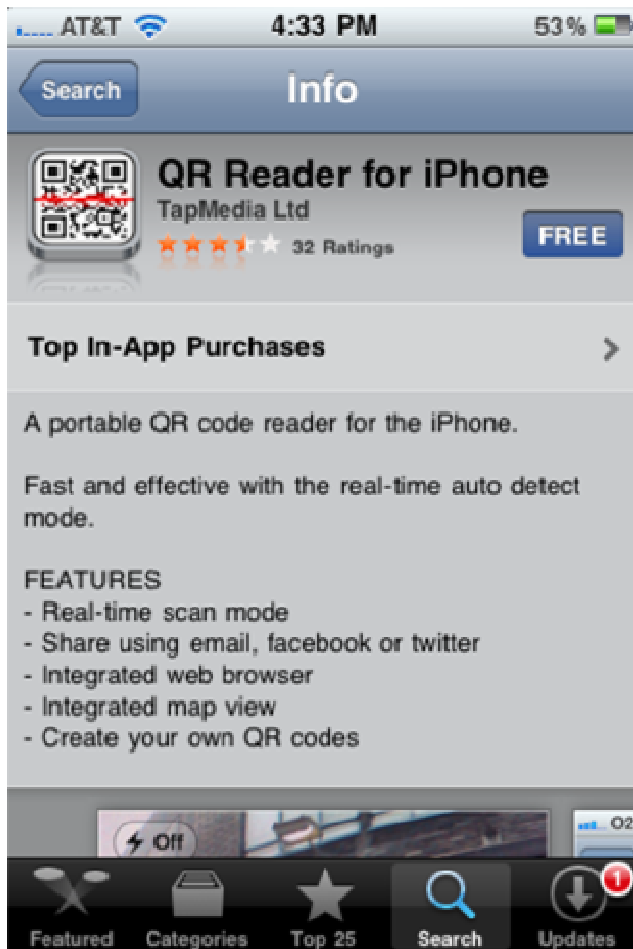 AT&T 4:33 PM 53%
Search Info
QR Reader for iPhone
TapMedia Ltd
32 Ratings FREE
Top In-App Purchases
A portable QR code reader for the iPhone.
Fast and effective with the real-time auto detect
mode.
FEATURES
- Real-time scan mode
- Share using email, facebook or twitter
- Integrated web browser
- Integrated map view
- Create your own QR codes
Off O2
1
Featured Categories Top 25 Search Updates